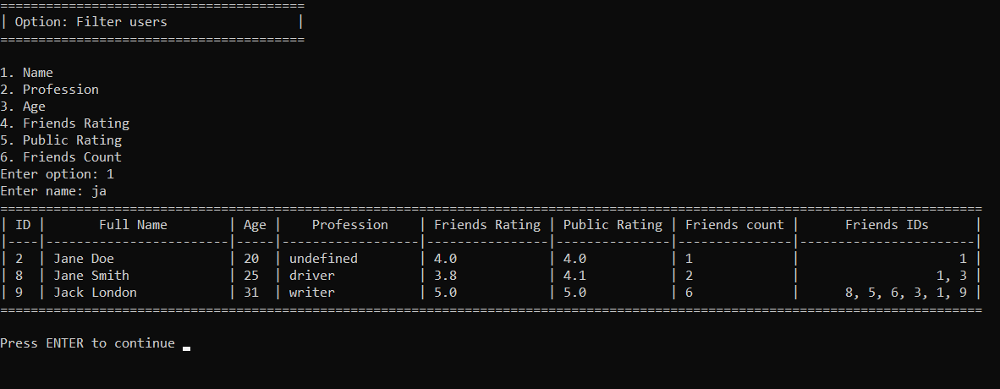 ========================================
| Option: Filter users                 |
========================================
1. Name
2. Profession
3. Age
4. Friends Rating
5. Public Rating
6. Friends Count
Enter option: 1
Enter name: ja
=================================================================================================================================
| ID |       Full Name        | Age |    Profession    | Friends Rating | Public Rating | Friends count |      Friends IDs      |
|----|------------------------|-----|------------------|----------------|---------------|---------------|-----------------------|
| 2  | Jane Doe               | 20  | undefined        | 4.0            | 4.0           | 1             |                     1 |
| 8  | Jane Smith             | 25  | driver           | 3.8            | 4.1           | 2             |                  1, 3 |
| 9  | Jack London            | 31  | writer           | 5.0            | 5.0           | 6             |      8, 5, 6, 3, 1, 9 |
=================================================================================================================================
Press ENTER to continue